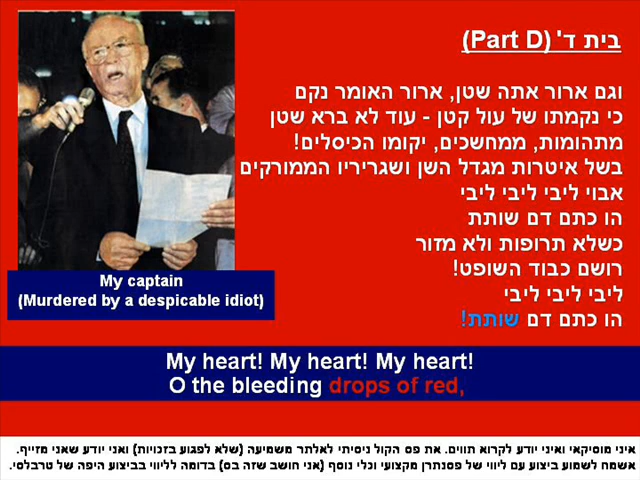 בית ד' (Part D)
וגם ארור אתה שטן, ארור האומר נקם
כי נקמתו של עול קטן - עוד לא ברא שטן
מתהומות, ממחשכים, יקומו הכיסלים!
בשל איטרות מגדל השן ושגריריו הממורקים
אבוי ליבי ליבי ליבי
הו כתם דם שותת
כשלא תרופות ולא מזור
רושם כבוד השופט!
ליבי ליבי ליבי
הו כתם דם שותת!
My captain
(Murdered by a despicable idiot)
My heart! My heart! My heart!
O the bleeding drops of red,
איני מוסיקאי ואיני יודע לקרוא תווים. את פס הקול ניסיתי לאלתר משמיעה (שלא לפגוע בזכויות) ואני יודע שאני מזייף.
אשמח לשמוע ביצוע עם ליווי של פסנתרן מקצועי וכלי נוסף (אני חושב שזה בס) בדומה לליווי בביצוע היפה של טרבלסי.